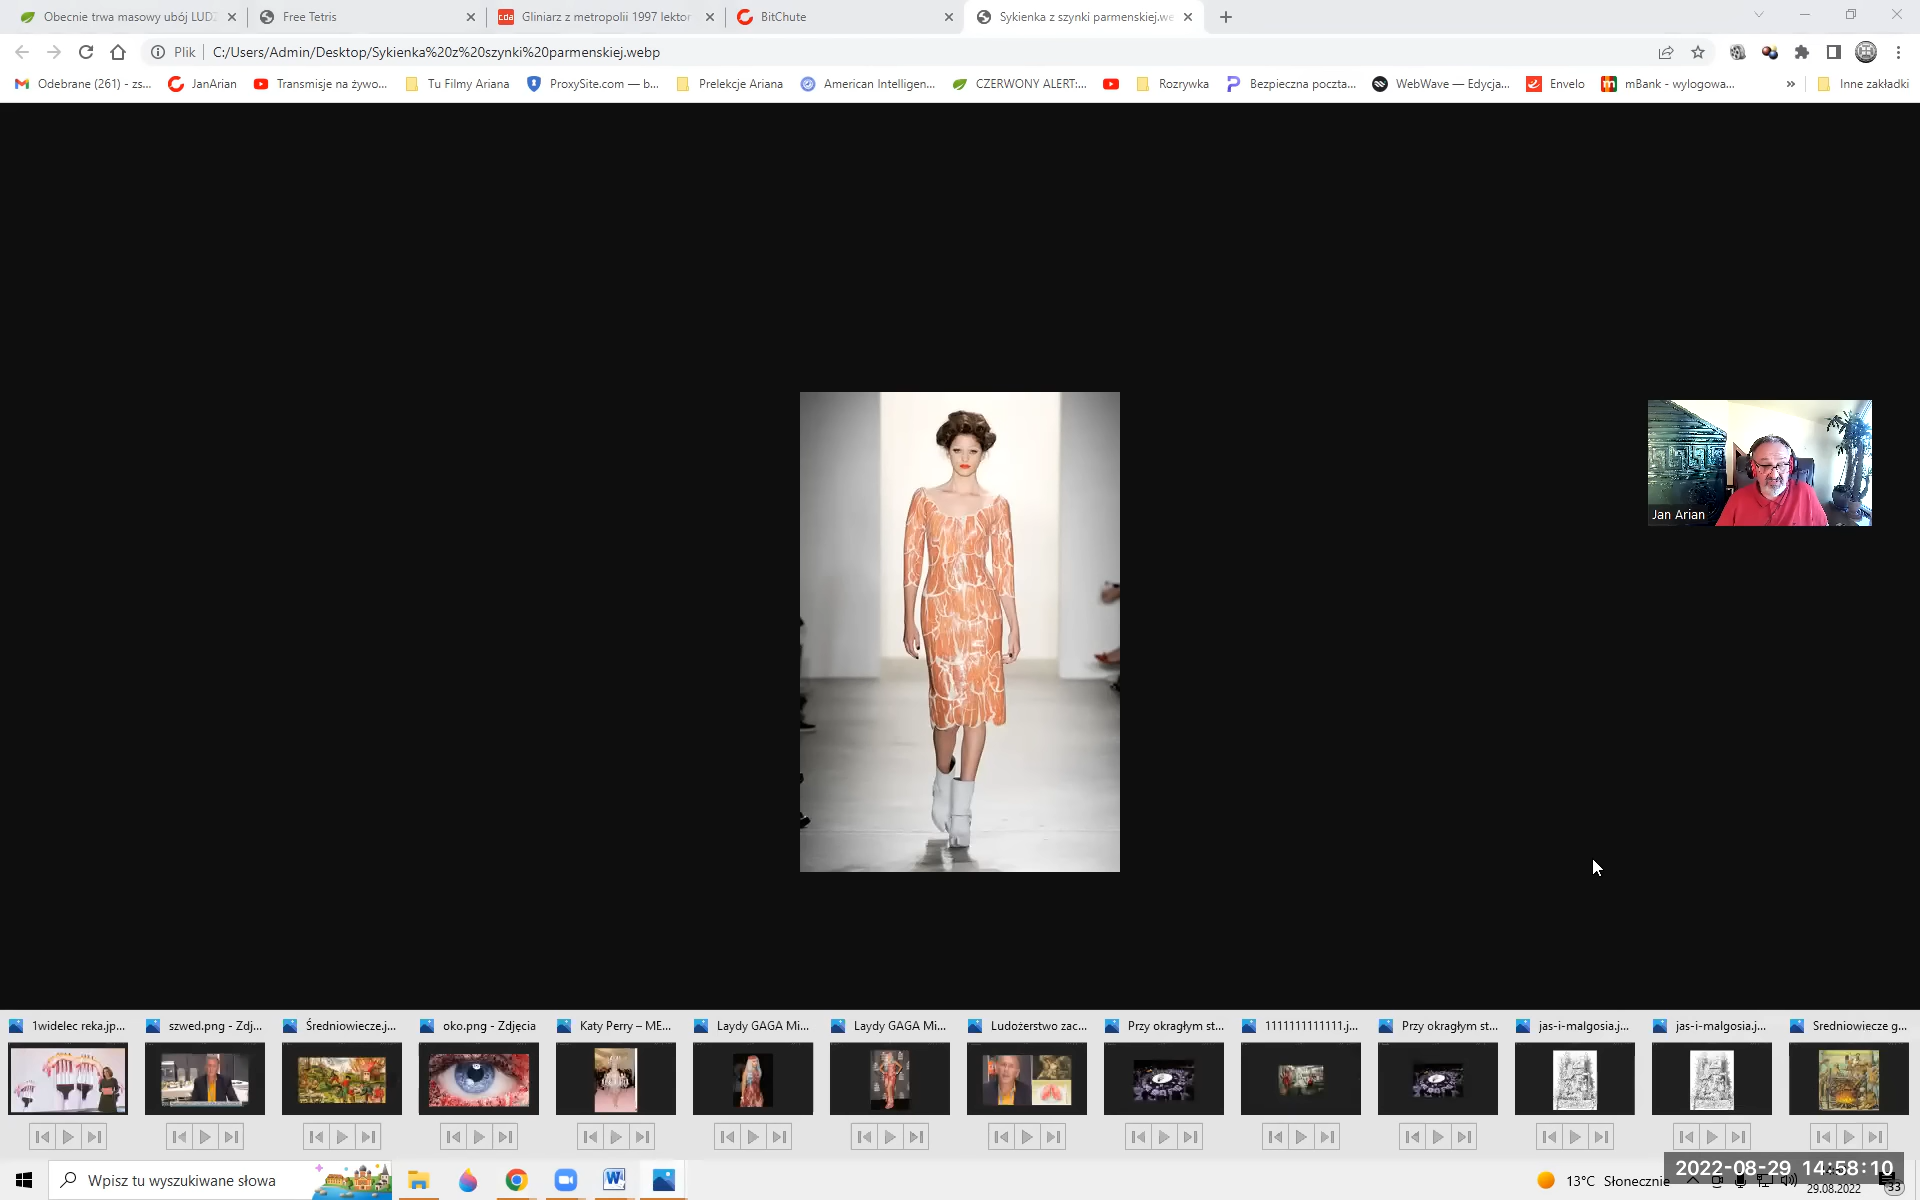 Obecnie trwa masowy ubój LUDZ
Free Tetris
cda Gliniarz z metropolii 1997 lektor
BitChute
Sykienka z szynki parmenskiej.we
Plik C:/Users/Admin/Desktop/Sykienka%20z%20szynki%20parmenskiej.webp
Odebrane (261) - zs...
JanArian
Transmisje na żywo...
Tu Filmy Ariana
ProxySite.com — b...
Prelekcje Ariana
American Intelligen...
CZERWONY ALERT:...
Rozrywka
Bezpieczna poczta...
WebWave — Edycja...
Envelo
mBank - wylogowa...
»
Inne zakładki
Jan Arian
1widelec reka.jp...
szwed.png - Zdj...
Średniowiecze.j...
oko.png - Zdjęcia
Katy Perry – ME...
Laydy GAGA Mi...
Laydy GAGA Mi...
Ludożerstwo zac...
Przy okragłym st...
1111111111111.j...
Przy okragłym st...
jas-i-malgosia.j...
jas-i-malgosia.j...
Sredniowiecze g...
Wpisz tu wyszukiwane słowa
13°C Słonecznie
2022-08-29 14:58:10
29.08.2022
33